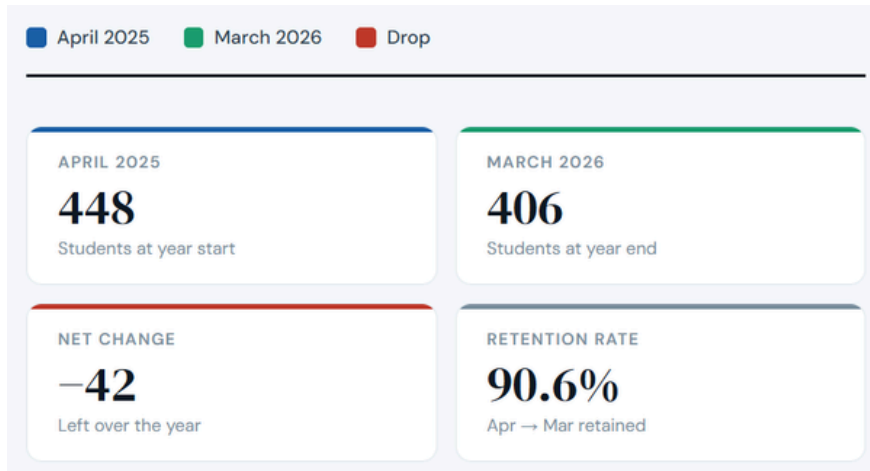 April 2025 March 2026 Drop
APRIL 2025
448
Students at year start
MARCH 2026
406
Students at year end
NET CHANGE
−42
Left over the year
RETENTION RATE
90.6%
Apr → Mar retained